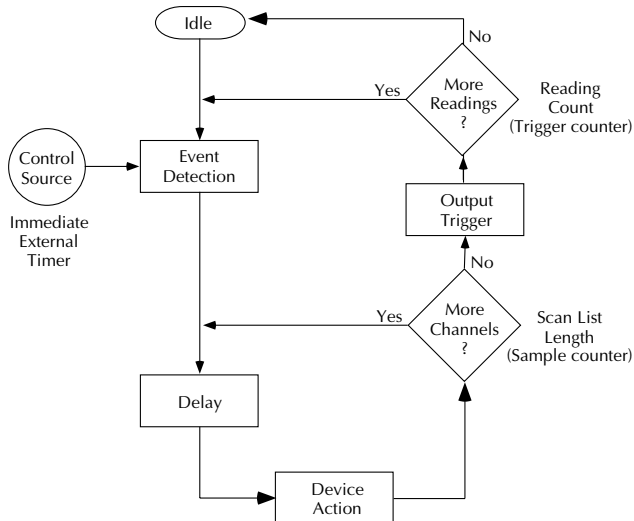 Idle
No
More
Readings
?
Yes
Reading
Count
(Trigger counter)
Control
Source
Event
Detection
Immediate
External
Timer
Output
Trigger
No
More
Channels
?
Yes
Scan List
Length
(Sample counter)
Delay
Device
Action